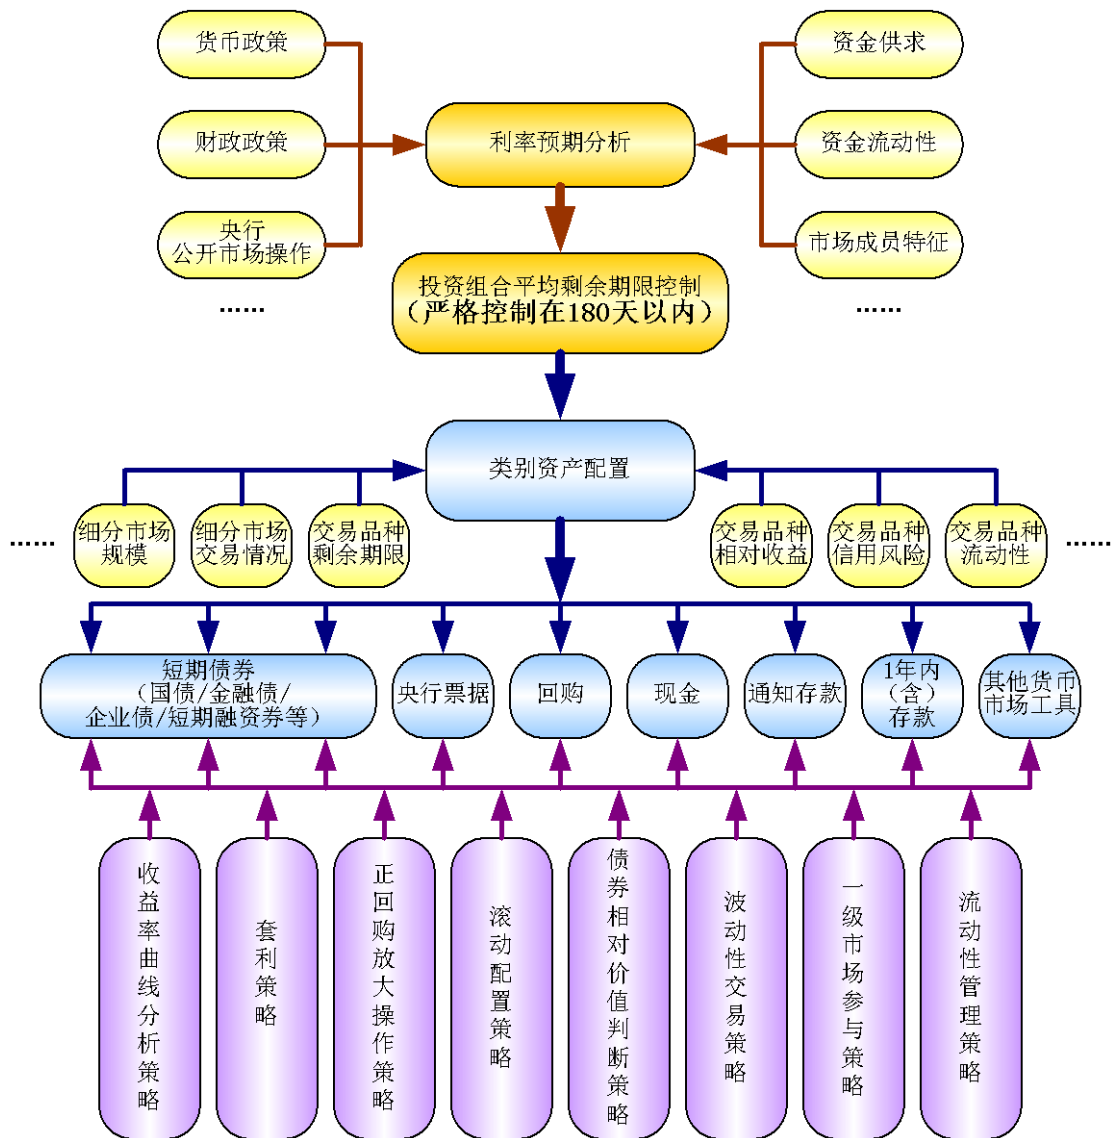 货币政策
资金供求
利率预期分析
财政政策
资金流动性
央行
公开市场操作
市场成员特征
……
……
投资组合平均剩余期限控制
（严格控制在180天以内）
类别资产配置
……
细分市场
规模
细分市场
交易情况
交易品种
剩余期限
交易品种
相对收益
交易品种
信用风险
交易品种
流动性
……
短期债券
（国债/金融债/
企业债/短期融资券等）
央行票据
回购
现金
通知存款
1年内
（含）
存款
其他货币
市场工具
收益率曲线分析策略
套利策略
正回购放大操作策略
滚动配置策略
债券相对价值判断策略
波动性交易策略
一级市场参与策略
流动性管理策略